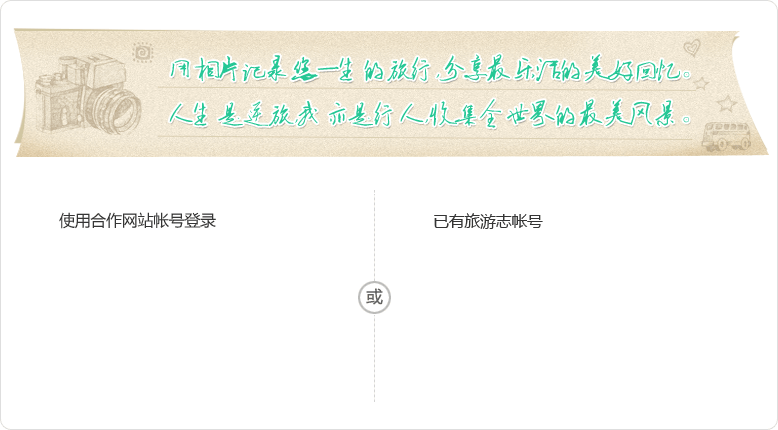 用相片记录您一生的旅行,分享最乐活的美好回忆。
人生是逆旅,我亦是行人,收集全世界的最美风景。
使用合作网站帐号登录
已有旅游志帐号
或